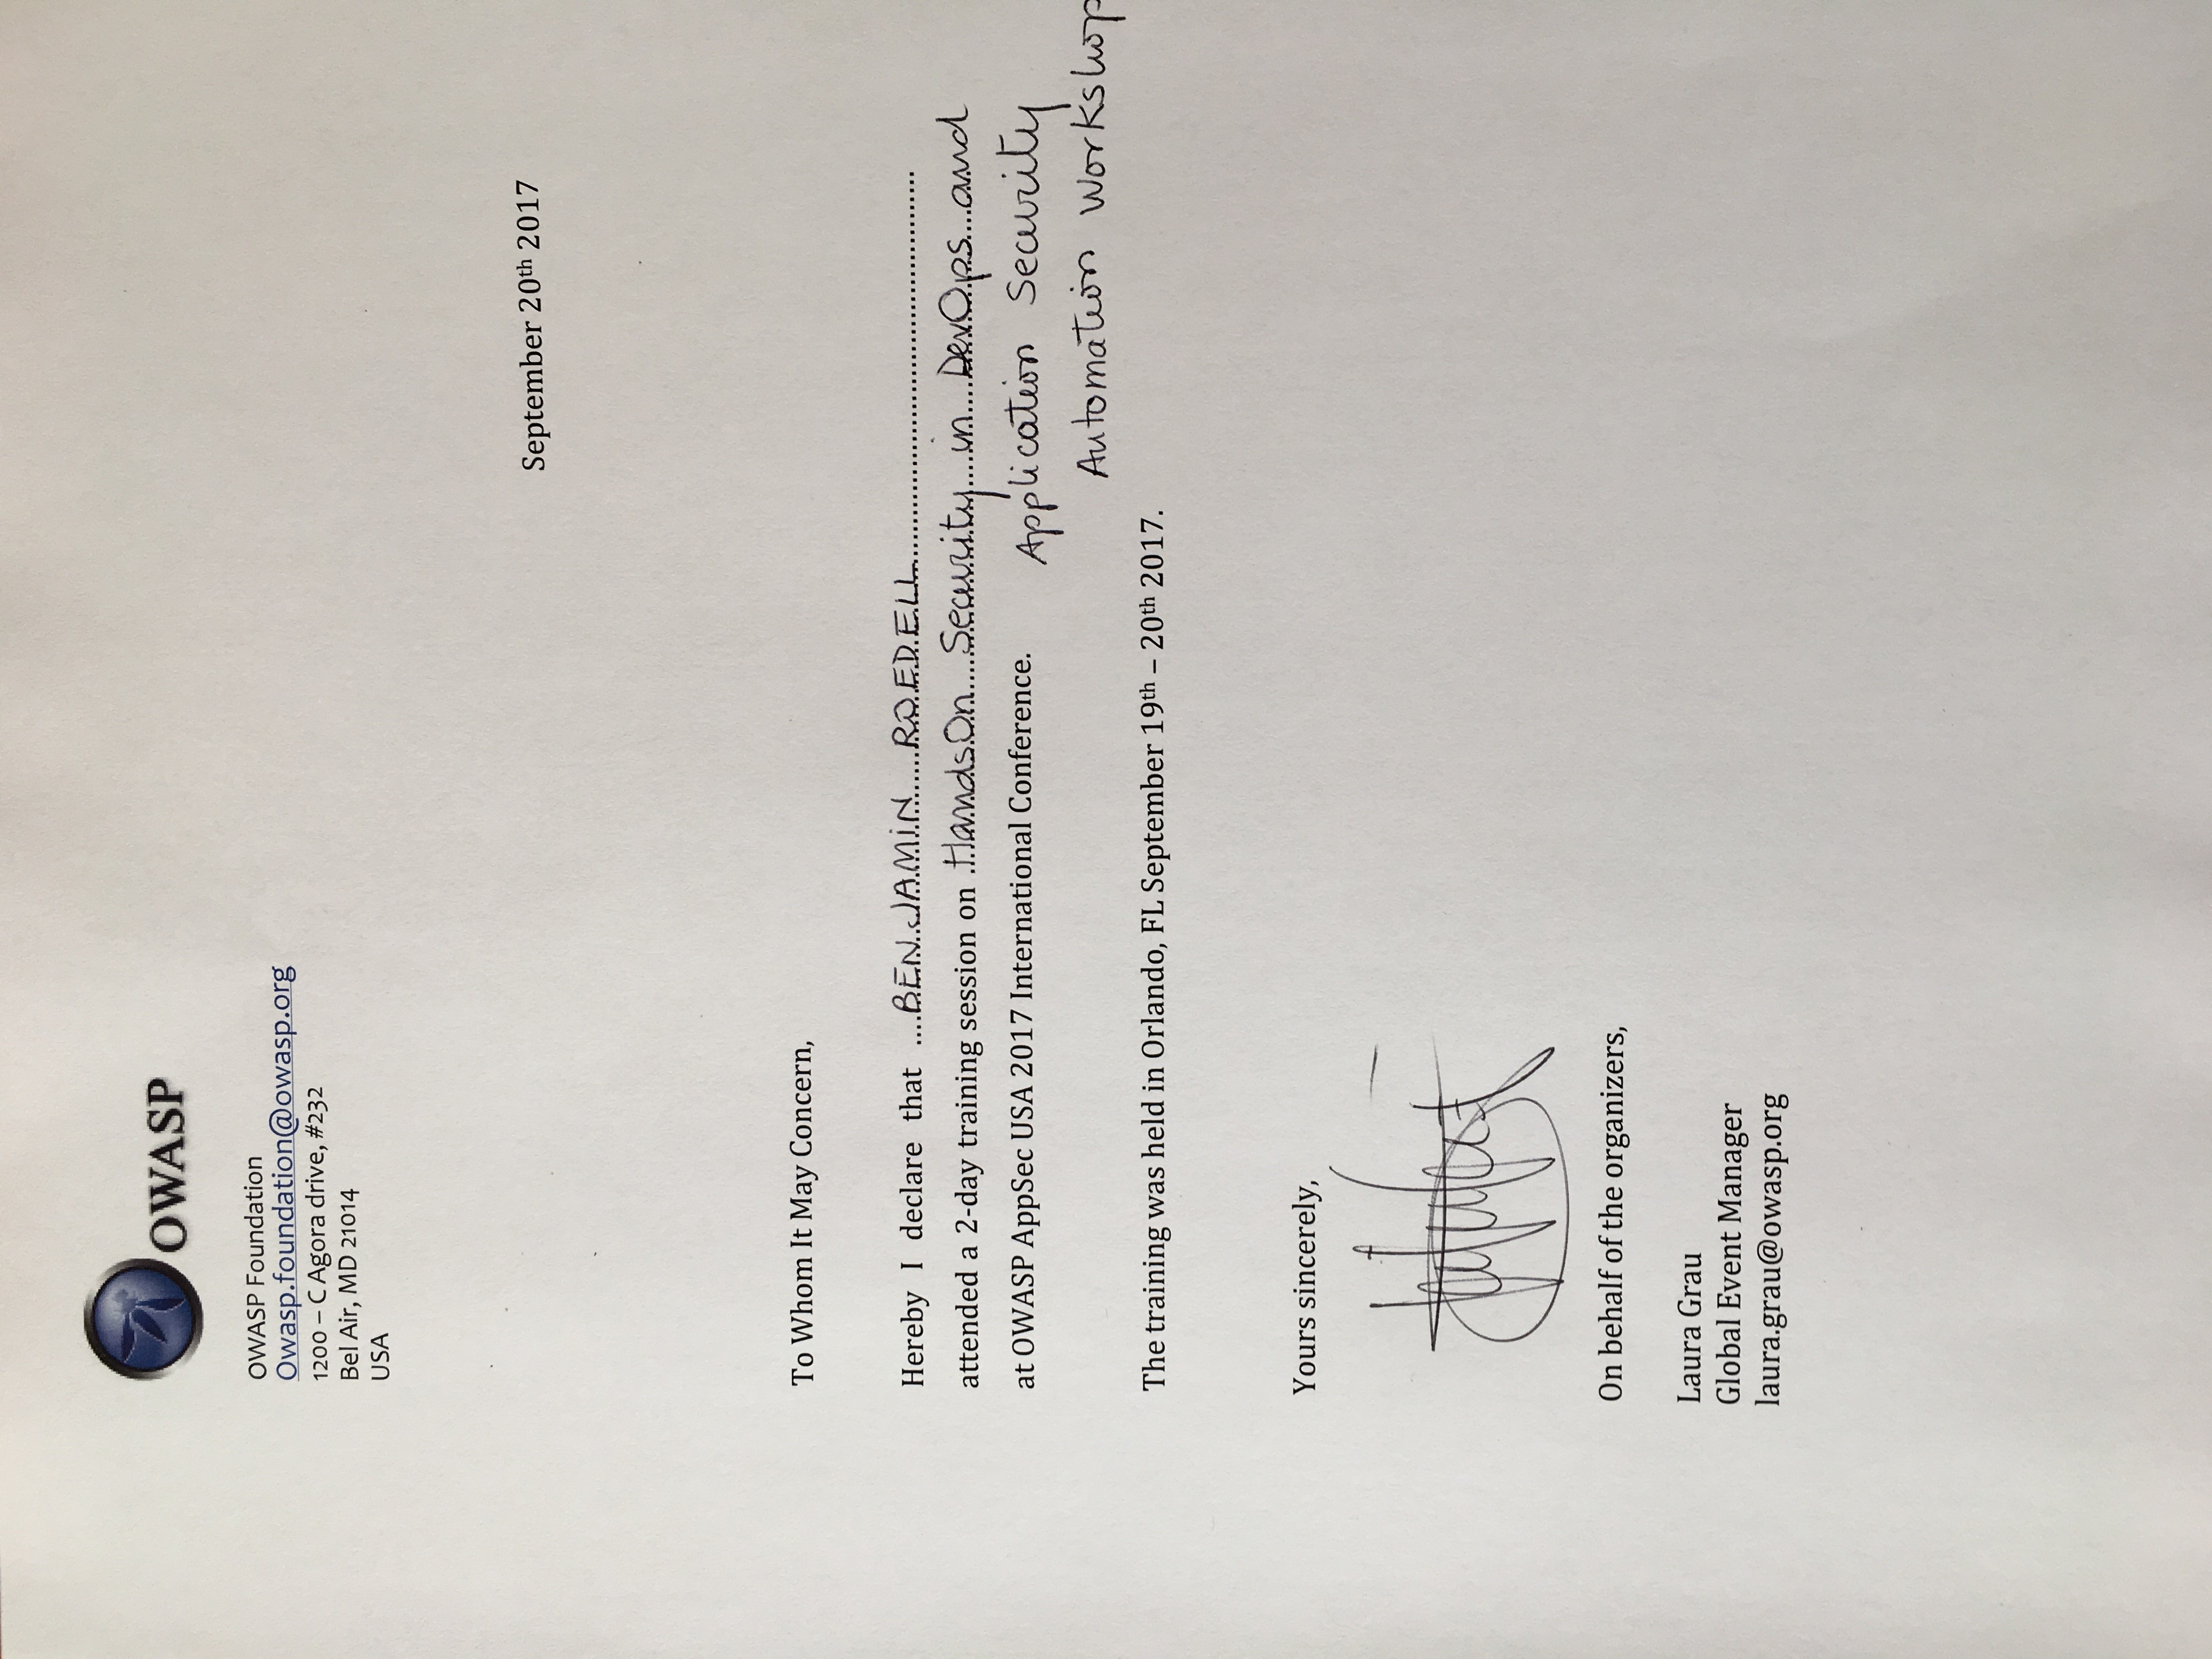 OWASP
OWASP Foundation
Owasp.foundation@owasp.org
1200 – C Agora drive, #232
Bel Air, MD 21014
USA
September 20th 2017
To Whom It May Concern,
Hereby I declare that ....BENJAMIN ROEDELL....
attended a 2-day training session on .HandsOn Security in DevOps and
at OWASP AppSec USA 2017 International Conference. Application Security
Automation Workshop
The training was held in Orlando, FL September 19th – 20th 2017.
Yours sincerely,
On behalf of the organizers,
Laura Grau
Global Event Manager
laura.grau@owasp.org